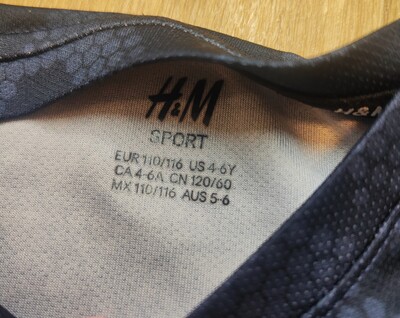 H&M
SPORT
EUR 110/116 US 4-6Y
CA 4-6A CN 120/60
MX 110/116 AUS 5-6
H&M